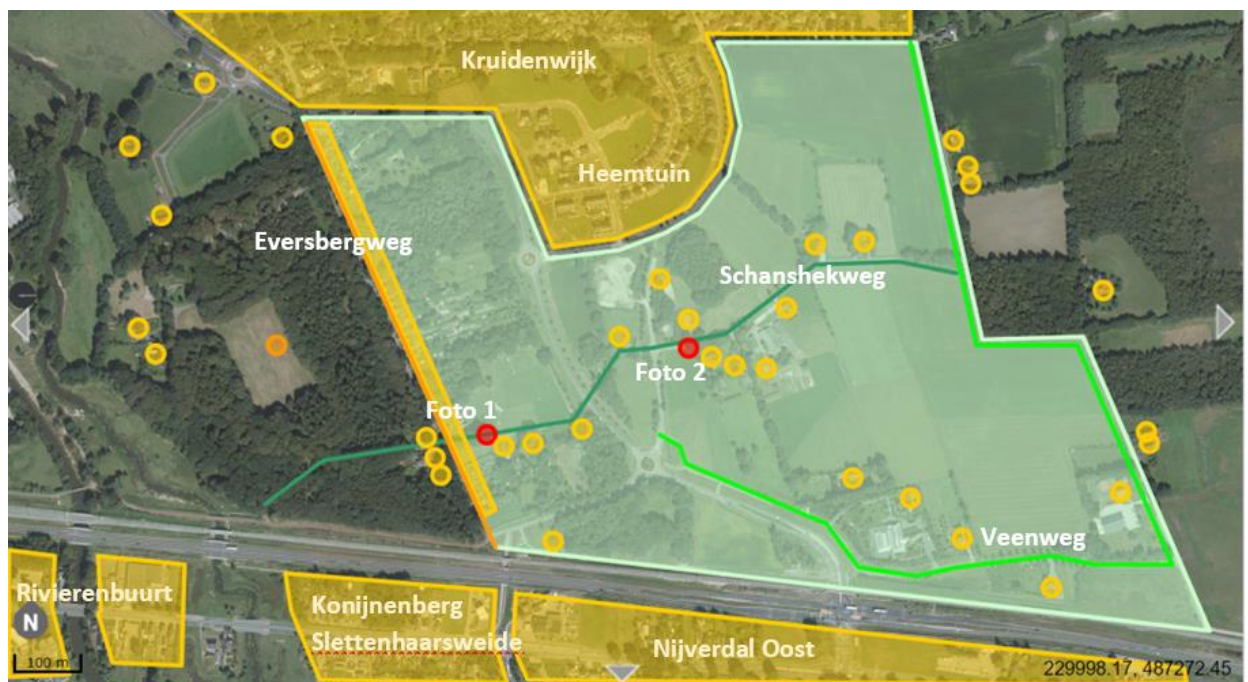 Kruidenwijk
Heemtuin
Eversbergweg
Schanshekweg
Foto 2
Foto 1
Veenweg
Rivierenbuurt
Konijnenberg
Slettenhaarsweide
Nijverdal Oost
N
100 m
229998.17, 487272.45